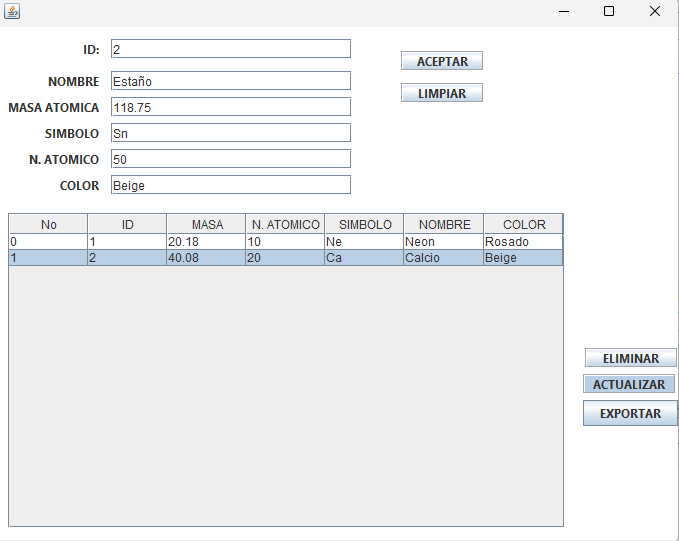 ID: 2
ACEPTAR
NOMBRE Estaño
LIMPIAR
MASA ATOMICA 118.75
SIMBOLO Sn
N. ATOMICO 50
COLOR Beige
No ID MASA N. ATOMICO SIMBOLO NOMBRE COLOR
0 1 20.18 10 Ne Neon Rosado
1 2 40.08 20 Ca Calcio Beige
ELIMINAR
ACTUALIZAR
EXPORTAR